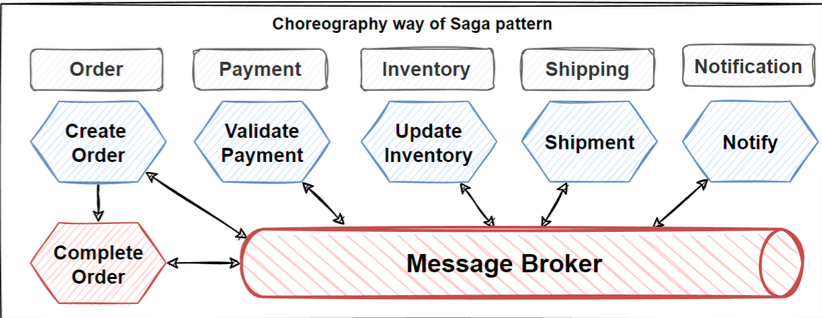 Choreography way of Saga pattern
Order
Payment
Inventory
Shipping
Notification
Create
Order
Validate
Payment
Update
Inventory
Shipment
Notify
Complete
Order
Message Broker